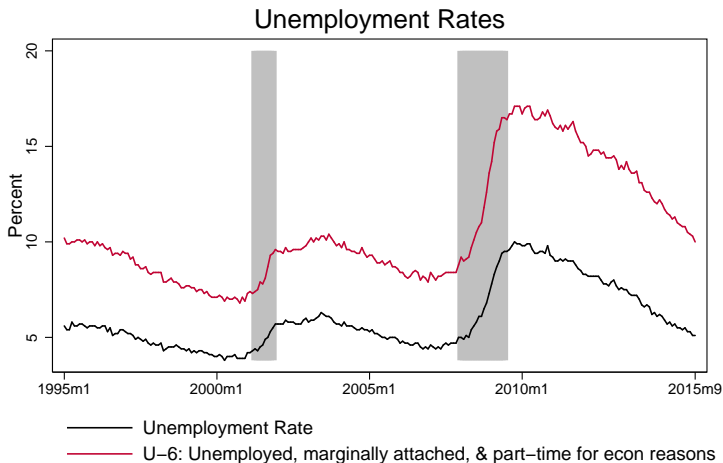 Unemployment Rates
20
15
10
5
Percent
1995m1 2000m1 2005m1 2010m1 2015m9
Unemployment Rate
U−6: Unemployed, marginally attached, & part−time for econ reasons